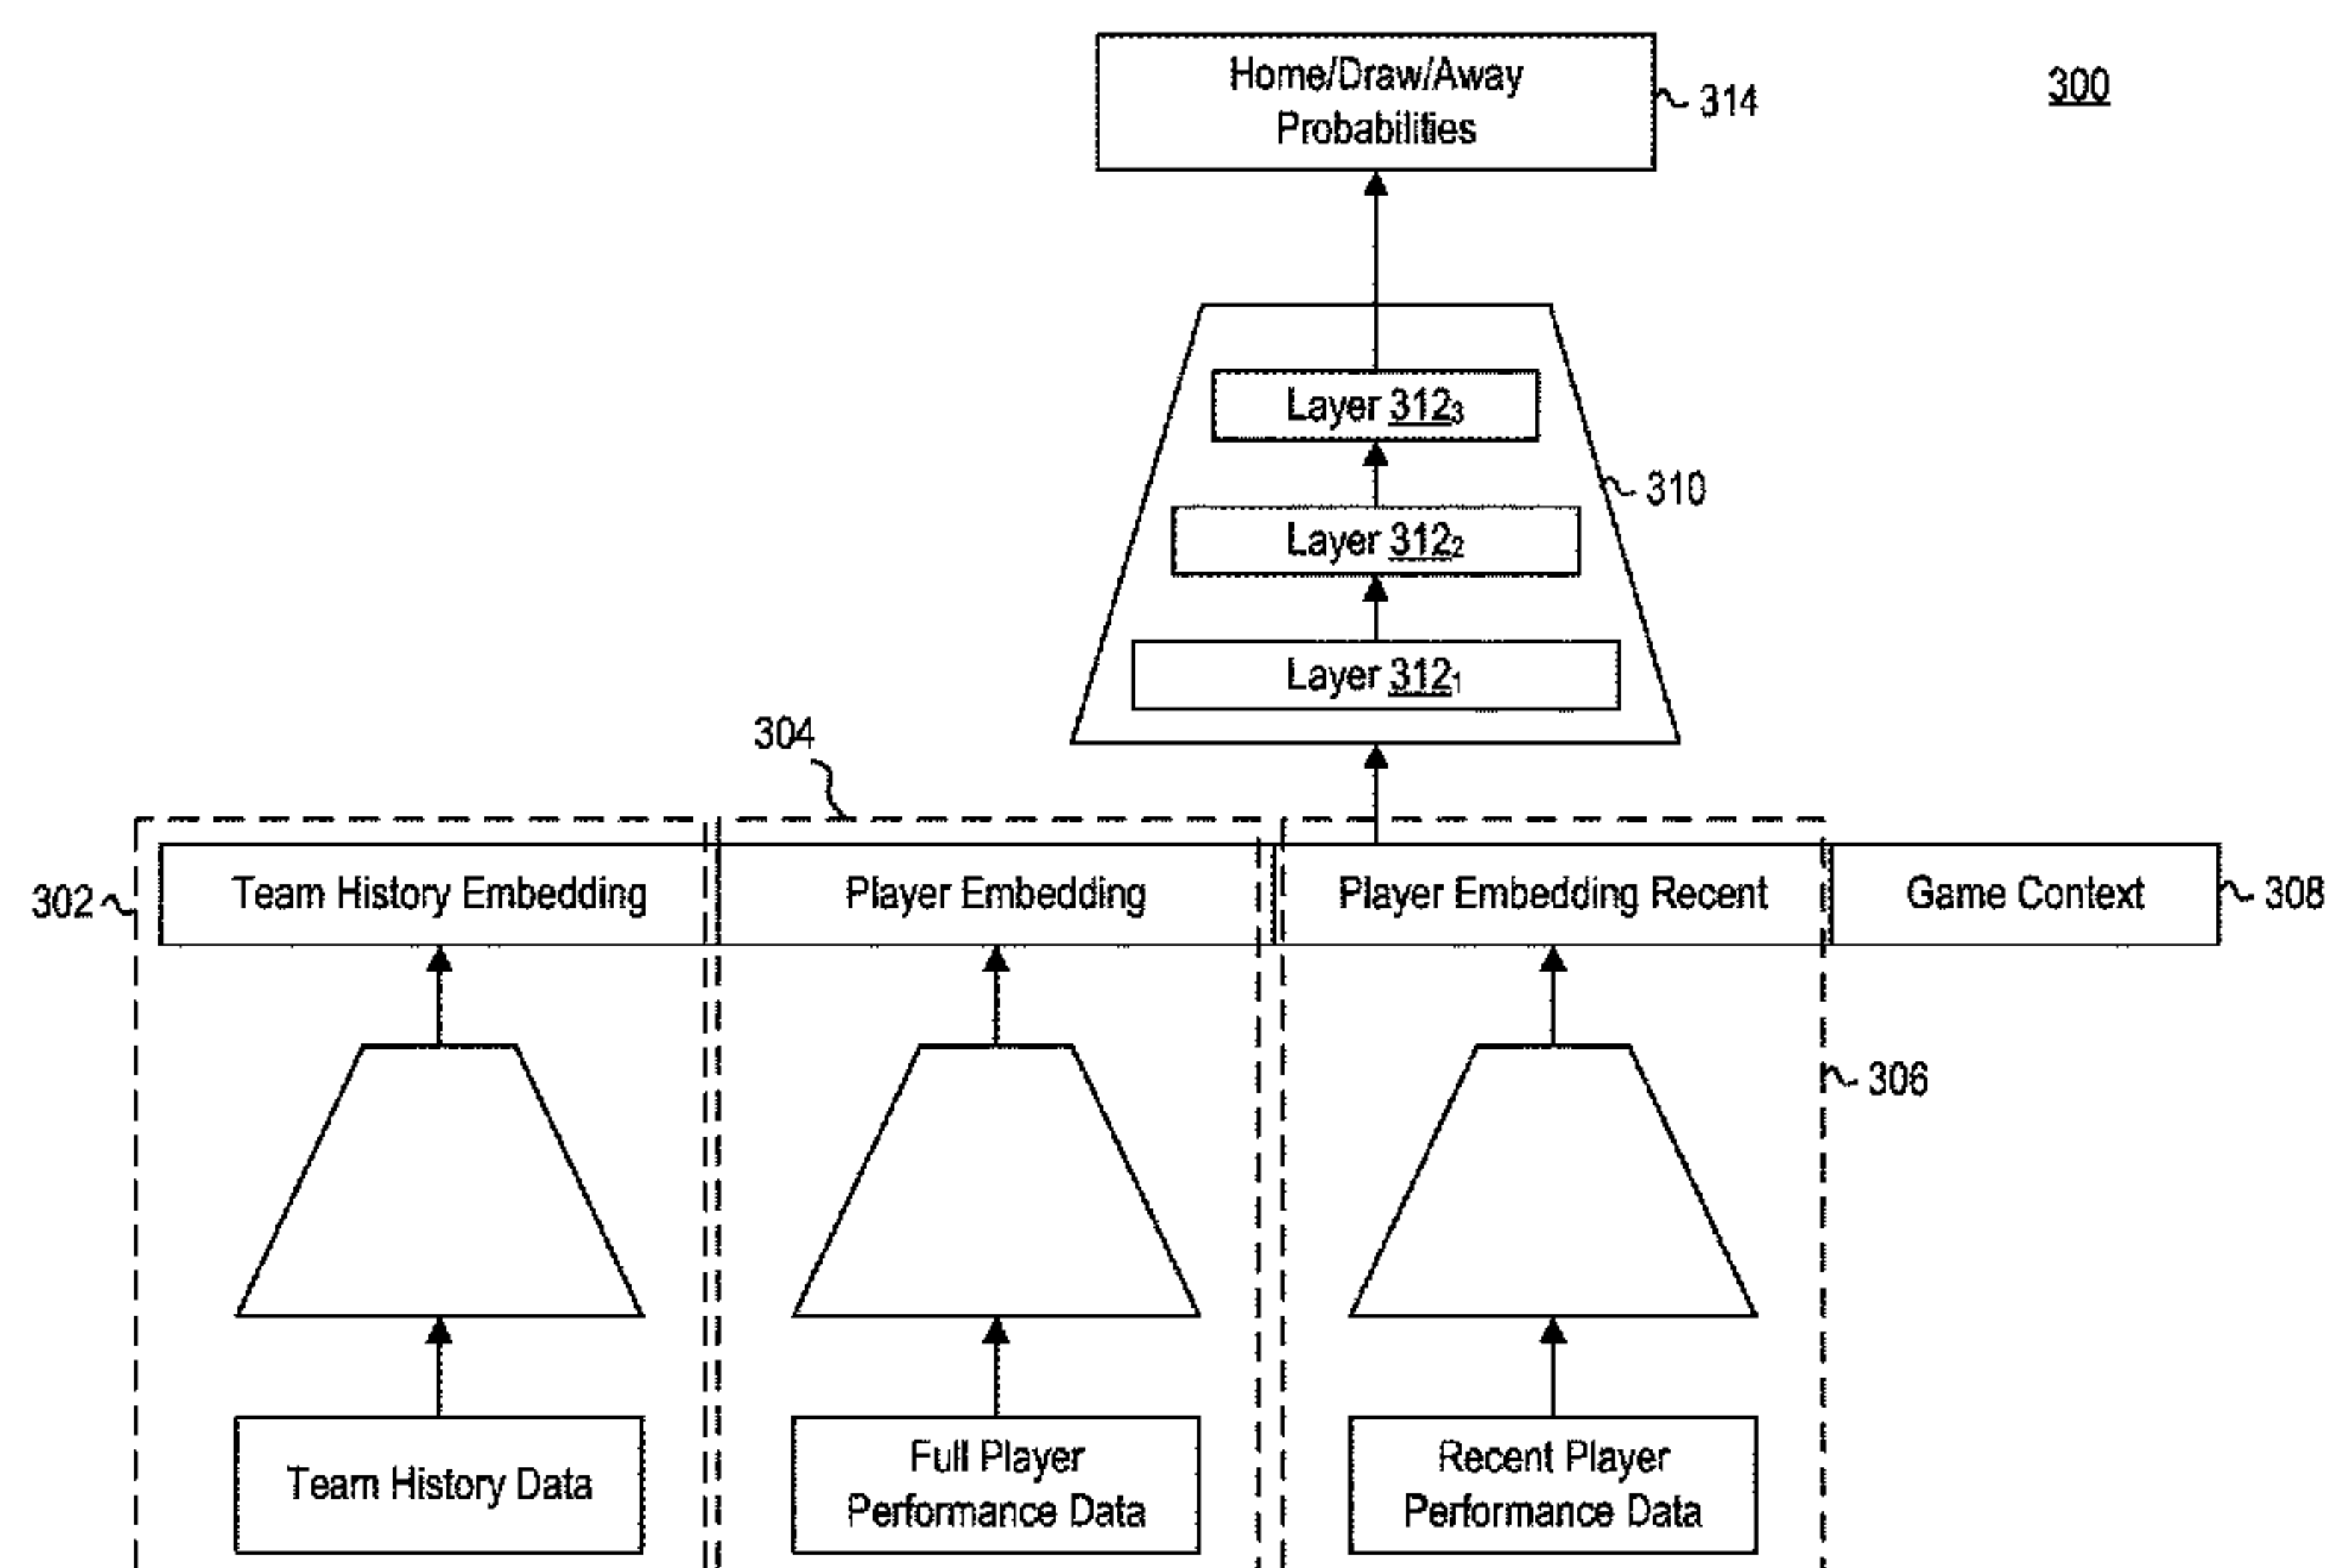 Home/Draw/Away
Probabilities
314
300
Layer 312₃
310
Layer 312₂
Layer 312₁
304
302
Team History Embedding
Player Embedding
Player Embedding Recent
Game Context
308
306
Team History Data
Full Player
Performance Data
Recent Player
Performance Data